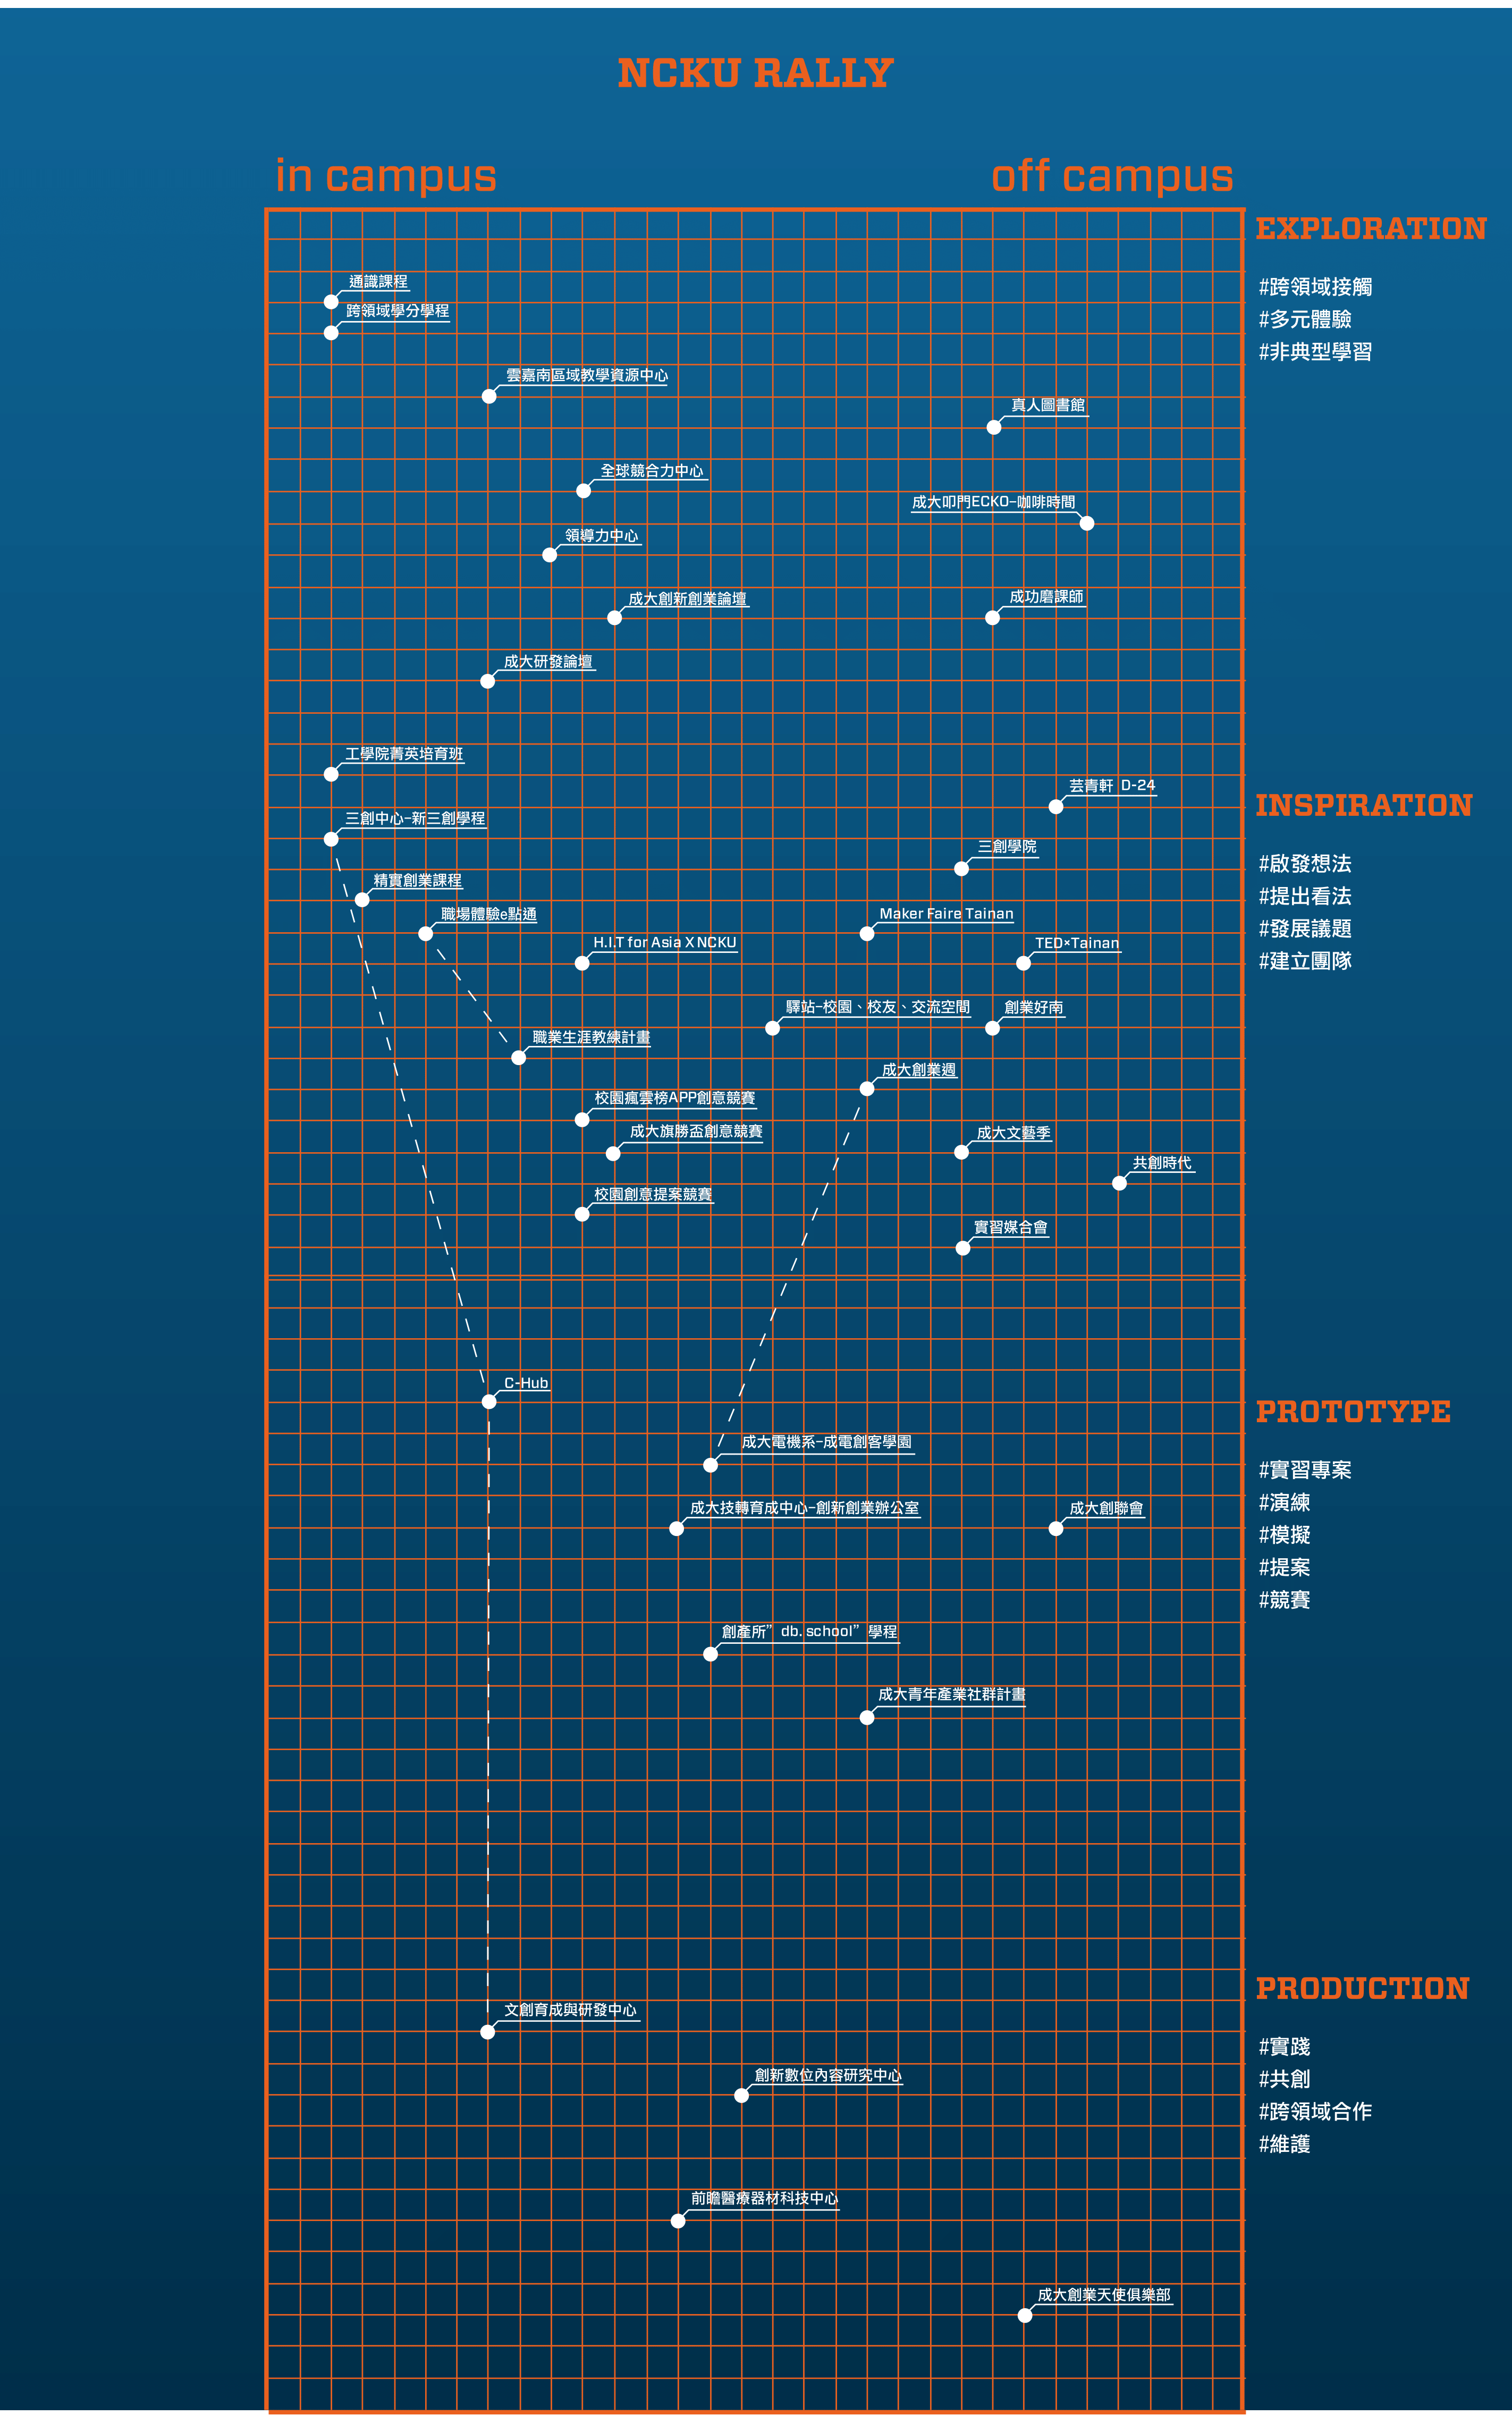 NCKU RALLY
in campus
off campus
EXPLORATION
#跨領域接觸
#多元體驗
#非典型學習
通識課程
跨領域學分學程
雲嘉南區域教學資源中心
真人圖書館
全球競合力中心
成大叩門ECKO-咖啡時間
領導力中心
成大創新創業論壇
成功磨課師
成大研發論壇
工學院菁英培育班
芸青軒 D-24
INSPIRATION
#啟發想法
#提出看法
#發展議題
#建立團隊
三創中心-新三創學程
三創學院
精實創業課程
職場體驗e點通
Maker Faire Tainan
H.I.T for Asia X NCKU
TED×Tainan
驛站-校園、校友、交流空間
創業好南
職業生涯教練計畫
成大創業週
校園瘋雲榜APP創意競賽
成大旗勝盃創意競賽
成大文藝季
共創時代
校園創意提案競賽
實習媒合會
C-Hub
PROTOTYPE
#實習專案
#演練
#模擬
#提案
#競賽
成大電機系-成電創客學園
成大技轉育成中心-創新創業辦公室
成大創聯會
創產所”db. school”學程
成大青年產業社群計畫
PRODUCTION
#實踐
#共創
#跨領域合作
#維護
文創育成與研發中心
創新數位內容研究中心
前瞻醫療器材科技中心
成大創業天使俱樂部